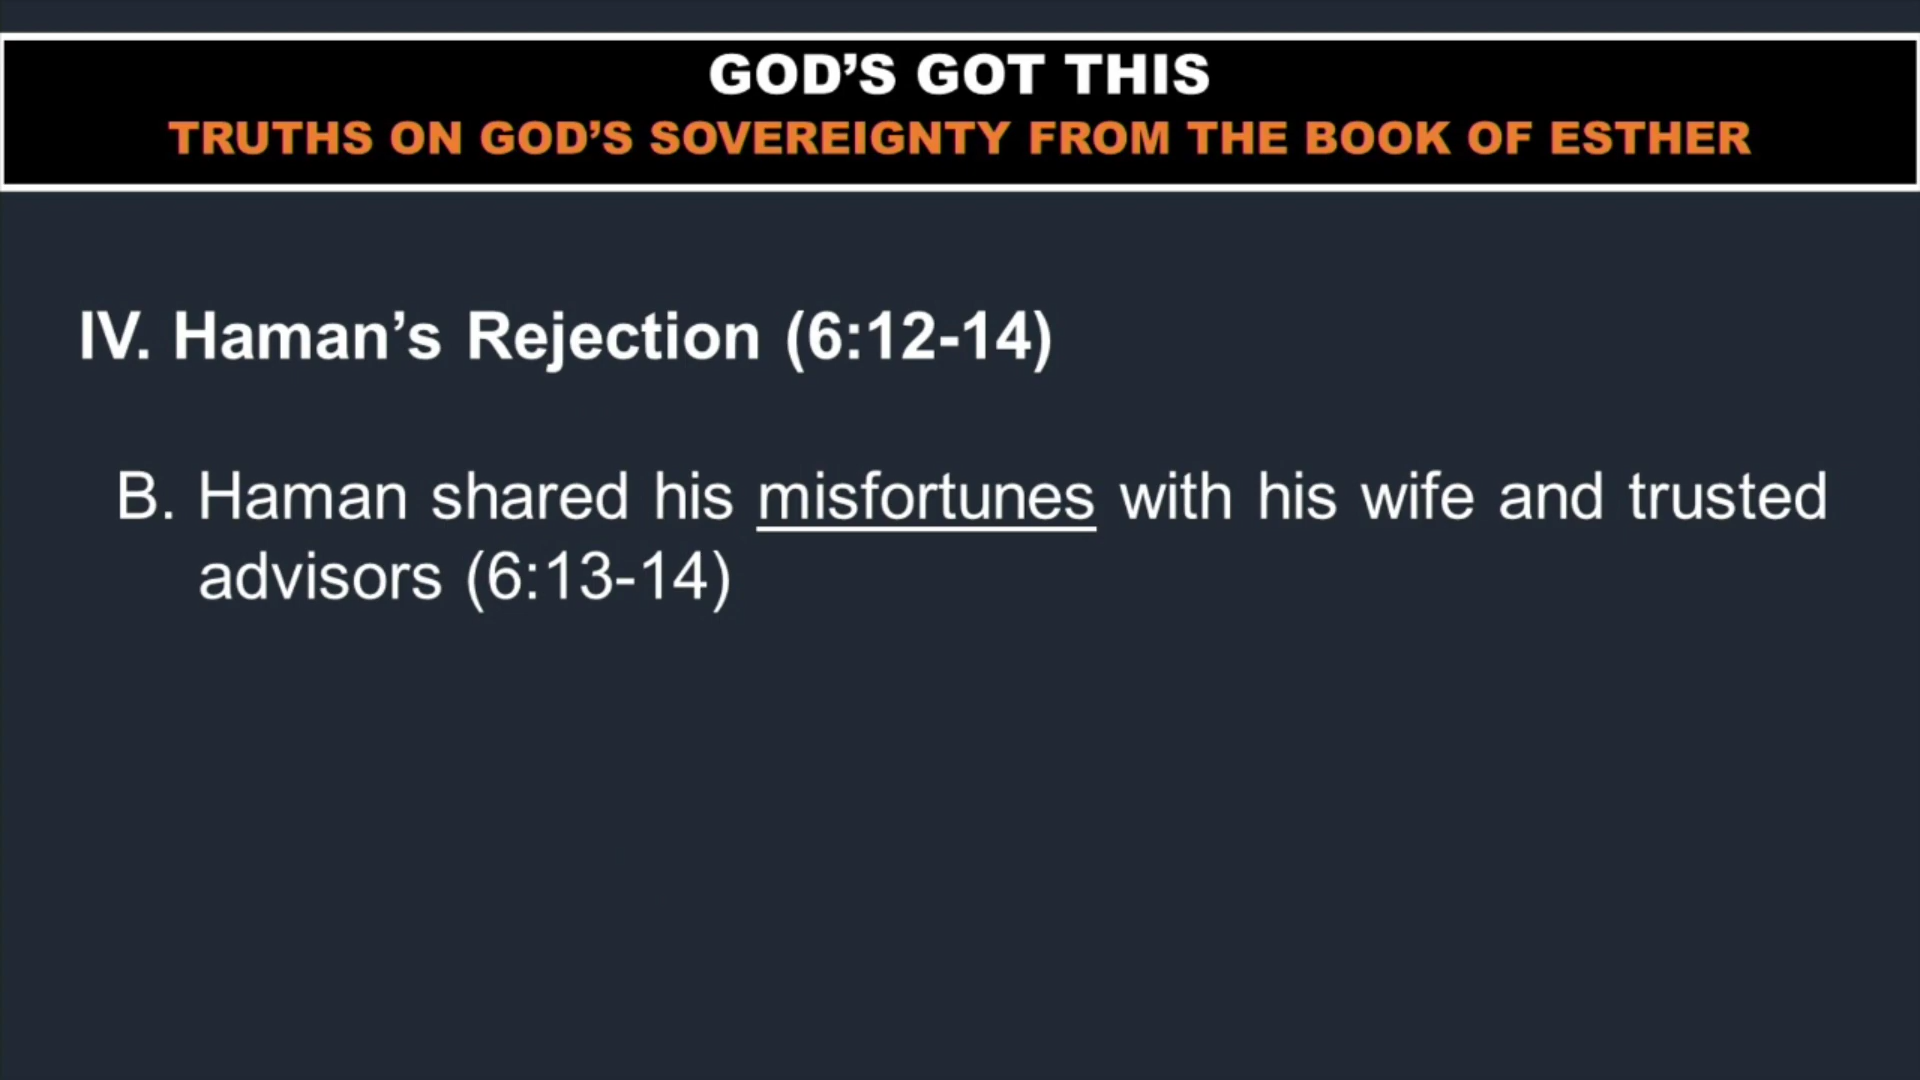 GOD’S GOT THIS
TRUTHS ON GOD’S SOVEREIGNTY FROM THE BOOK OF ESTHER
IV. Haman’s Rejection (6:12-14)
B. Haman shared his misfortunes with his wife and trusted
advisors (6:13-14)